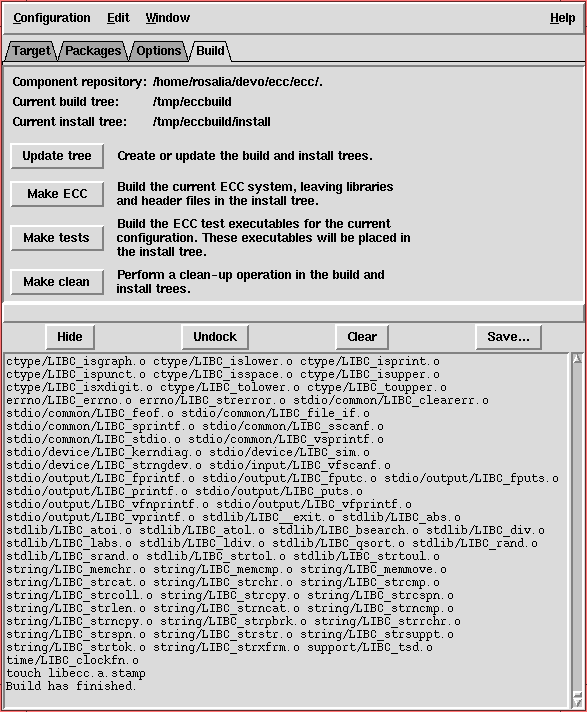 Configuration Edit Window Help
Target Packages Options Build
Component repository: /home/rosalia/devo/ecc/ecc/.
Current build tree: /tmp/eccbuild
Current install tree: /tmp/eccbuild/install
Update tree Create or update the build and install trees.
Make ECC Build the current ECC system, leaving libraries
and header files in the install tree.
Make tests Build the ECC test executables for the current
configuration. These executables will be placed in
the install tree.
Make clean Perform a clean-up operation in the build and
install trees.
Hide Undock Clear Save...
ctype/LIBC_isgraph.o ctype/LIBC_islower.o ctype/LIBC_isprint.o
ctype/LIBC_ispunct.o ctype/LIBC_isspace.o ctype/LIBC_isupper.o
ctype/LIBC_isxdigit.o ctype/LIBC_tolower.o ctype/LIBC_toupper.o
errno/LIBC_errno.o errno/LIBC_strerror.o stdio/common/LIBC_clearerr.o
stdio/common/LIBC_feof.o stdio/common/LIBC_file_if.o
stdio/common/LIBC_sprintf.o stdio/common/LIBC_sscanf.o
stdio/common/LIBC_stdio.o stdio/common/LIBC_vsprintf.o
stdio/device/LIBC_kerndiag.o stdio/device/LIBC_sim.o
stdio/device/LIBC_strngdev.o stdio/input/LIBC_vfscanf.o
stdio/output/LIBC_fprintf.o stdio/output/LIBC_fputc.o stdio/output/LIBC_fputs.o
stdio/output/LIBC_printf.o stdio/output/LIBC_puts.o
stdio/output/LIBC_vfnprintf.o stdio/output/LIBC_vfprintf.o
stdio/output/LIBC_vprintf.o stdlib/LIBC__exit.o stdlib/LIBC_abs.o
stdlib/LIBC_atoi.o stdlib/LIBC_atol.o stdlib/LIBC_bsearch.o stdlib/LIBC_div.o
stdlib/LIBC_labs.o stdlib/LIBC_ldiv.o stdlib/LIBC_qsort.o stdlib/LIBC_rand.o
stdlib/LIBC_srand.o stdlib/LIBC_strtol.o stdlib/LIBC_strtoul.o
string/LIBC_memchr.o string/LIBC_memcmp.o string/LIBC_memmove.o
string/LIBC_strcat.o string/LIBC_strchr.o string/LIBC_strcmp.o
string/LIBC_strcoll.o string/LIBC_strcpy.o string/LIBC_strcspn.o
string/LIBC_strlen.o string/LIBC_strncat.o string/LIBC_strncmp.o
string/LIBC_strncpy.o string/LIBC_strpbrk.o string/LIBC_strrchr.o
string/LIBC_strspn.o string/LIBC_strstr.o string/LIBC_strsuppt.o
string/LIBC_strtok.o string/LIBC_strxfrm.o support/LIBC_tsd.o
time/LIBC_clockfn.o
touch libecc.a.stamp
Build has finished.